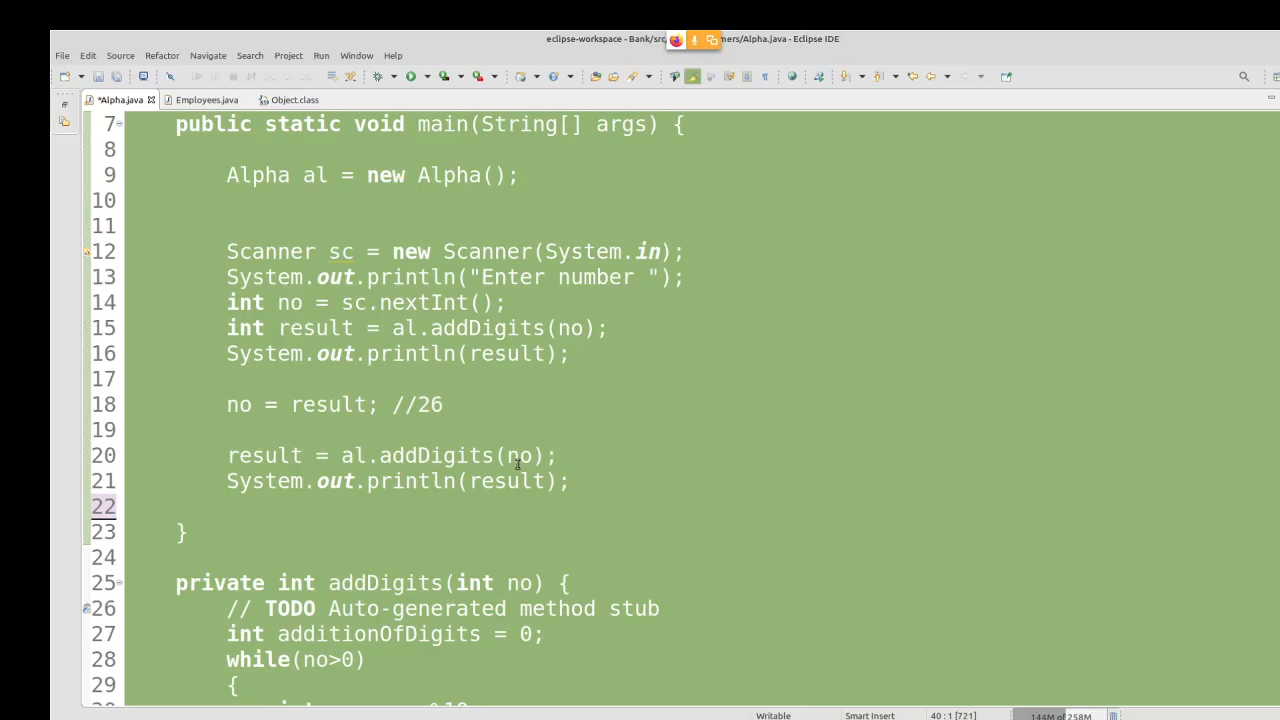 eclipse-workspace - Bank/src mers/Alpha.java - Eclipse IDE
File Edit Source Refactor Navigate Search Project Run Window Help
*Alpha.java Employees.java Object.class
7 public static void main(String[] args) {
8
9 Alpha al = new Alpha();
10
11
12 Scanner sc = new Scanner(System.in);
13 System.out.println("Enter number ");
14 int no = sc.nextInt();
15 int result = al.addDigits(no);
16 System.out.println(result);
17
18 no = result; //26
19
20 result = al.addDigits(no);
21 System.out.println(result);
22
23 }
24
25 private int addDigits(int no) {
26 // TODO Auto-generated method stub
27 int additionOfDigits = 0;
28 while(no>0)
29 {
Writable Smart Insert 40 : 1 [721] 144M of 258M